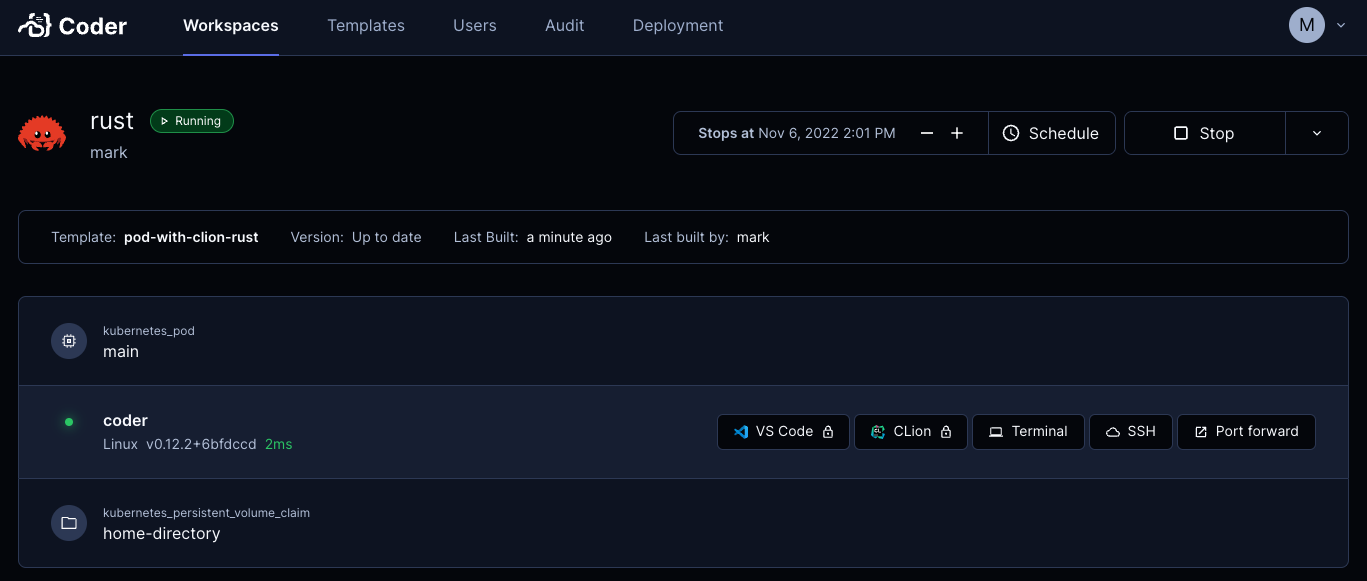 Coder Workspaces Templates Users Audit Deployment M
rust Running
mark
Stops at Nov 6, 2022 2:01 PM − + Schedule Stop
Template: pod-with-clion-rust Version: Up to date Last Built: a minute ago Last built by: mark
kubernetes_pod
main
coder
Linux v0.12.2+6bfdccd 2ms
VS Code CLion Terminal SSH Port forward
kubernetes_persistent_volume_claim
home-directory